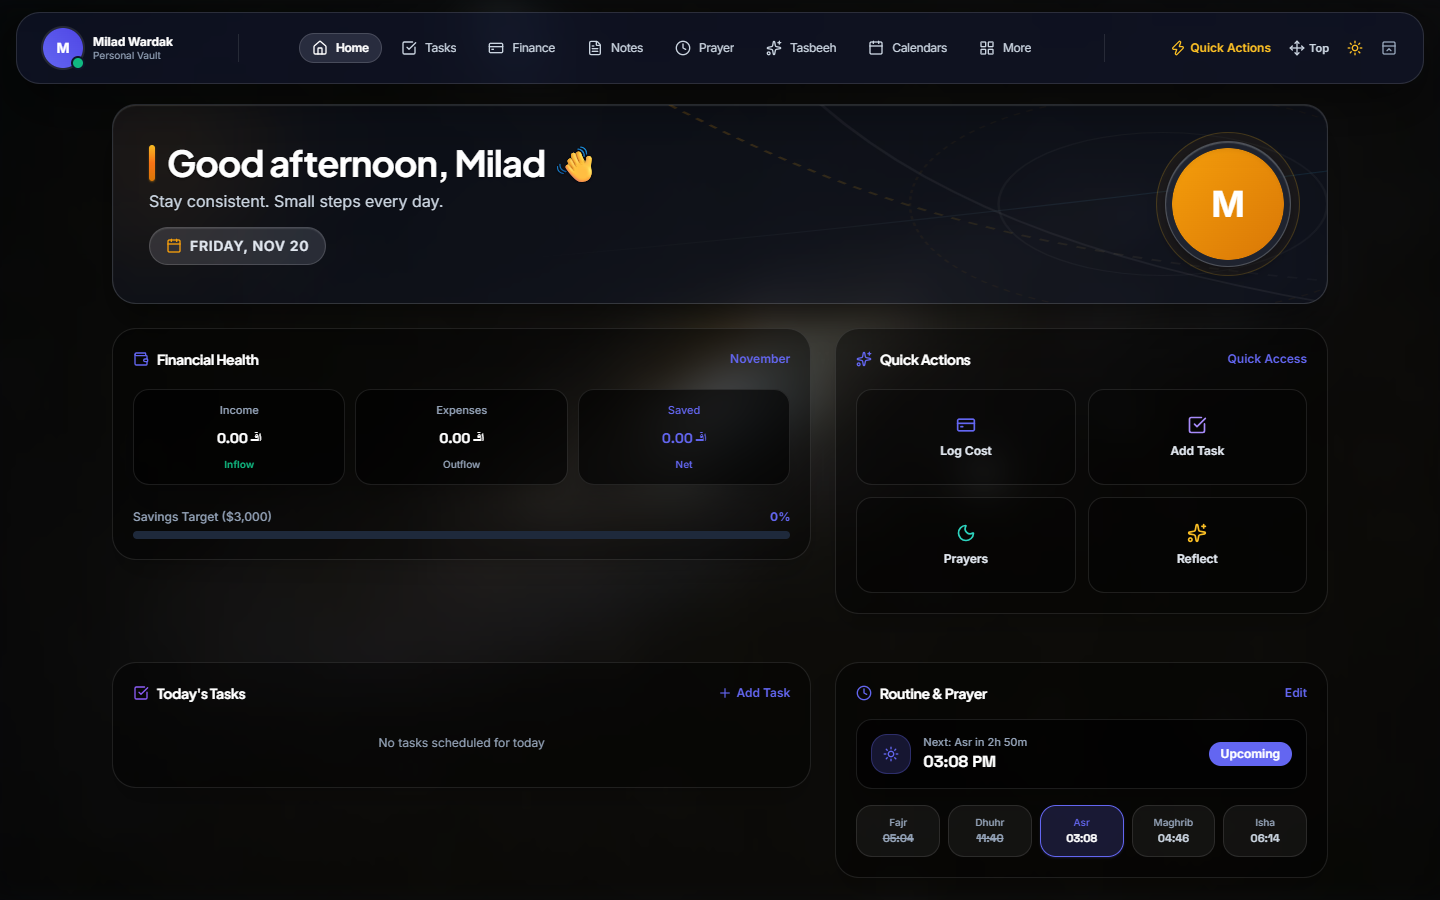 M
Milad Wardak
Personal Vault
Home
Tasks
Finance
Notes
Prayer
Tasbeeh
Calendars
More
Quick Actions
Top
Good afternoon, Milad 👋
Stay consistent. Small steps every day.
FRIDAY, NOV 20
M
Financial Health
November
Income
0.00
Inflow
Expenses
0.00
Outflow
Saved
0.00
Net
Savings Target ($3,000)
0%
Quick Actions
Quick Access
Log Cost
Add Task
Prayers
Reflect
Today's Tasks
+ Add Task
No tasks scheduled for today
Routine & Prayer
Edit
Next: Asr in 2h 50m
03:08 PM
Upcoming
Fajr
05:04
Dhuhr
11:40
Asr
03:08
Maghrib
04:46
Isha
06:14